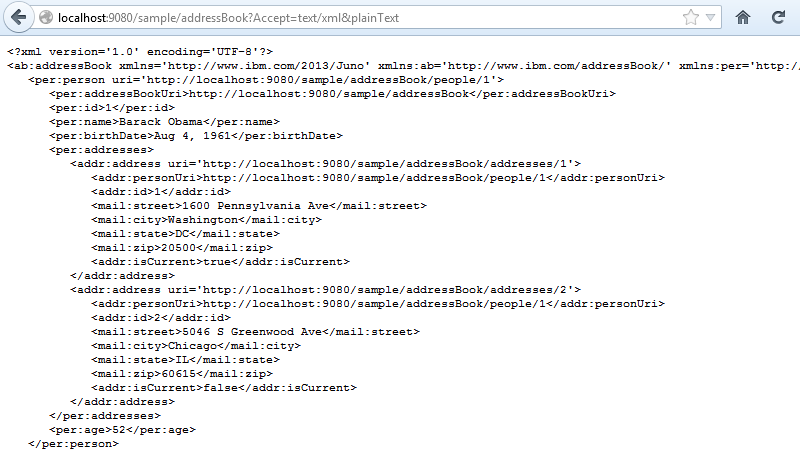 localhost:9080/sample/addressBook?Accept=text/xml&plainText
<?xml version='1.0' encoding='UTF-8'?>
<ab:addressBook xmlns='http://www.ibm.com/2013/Juno' xmlns:ab='http://www.ibm.com/addressBook/' xmlns:per='http:/
<per:person uri='http://localhost:9080/sample/addressBook/people/1'>
<per:addressBookUri>http://localhost:9080/sample/addressBook</per:addressBookUri>
<per:id>1</per:id>
<per:name>Barack Obama</per:name>
<per:birthDate>Aug 4, 1961</per:birthDate>
<per:addresses>
<addr:address uri='http://localhost:9080/sample/addressBook/addresses/1'>
<addr:personUri>http://localhost:9080/sample/addressBook/people/1</addr:personUri>
<addr:id>1</addr:id>
<mail:street>1600 Pennsylvania Ave</mail:street>
<mail:city>Washington</mail:city>
<mail:state>DC</mail:state>
<mail:zip>20500</mail:zip>
<addr:isCurrent>true</addr:isCurrent>
</addr:address>
<addr:address uri='http://localhost:9080/sample/addressBook/addresses/2'>
<addr:personUri>http://localhost:9080/sample/addressBook/people/1</addr:personUri>
<addr:id>2</addr:id>
<mail:street>5046 S Greenwood Ave</mail:street>
<mail:city>Chicago</mail:city>
<mail:state>IL</mail:state>
<mail:zip>60615</mail:zip>
<addr:isCurrent>false</addr:isCurrent>
</addr:address>
</per:addresses>
<per:age>52</per:age>
</per:person>